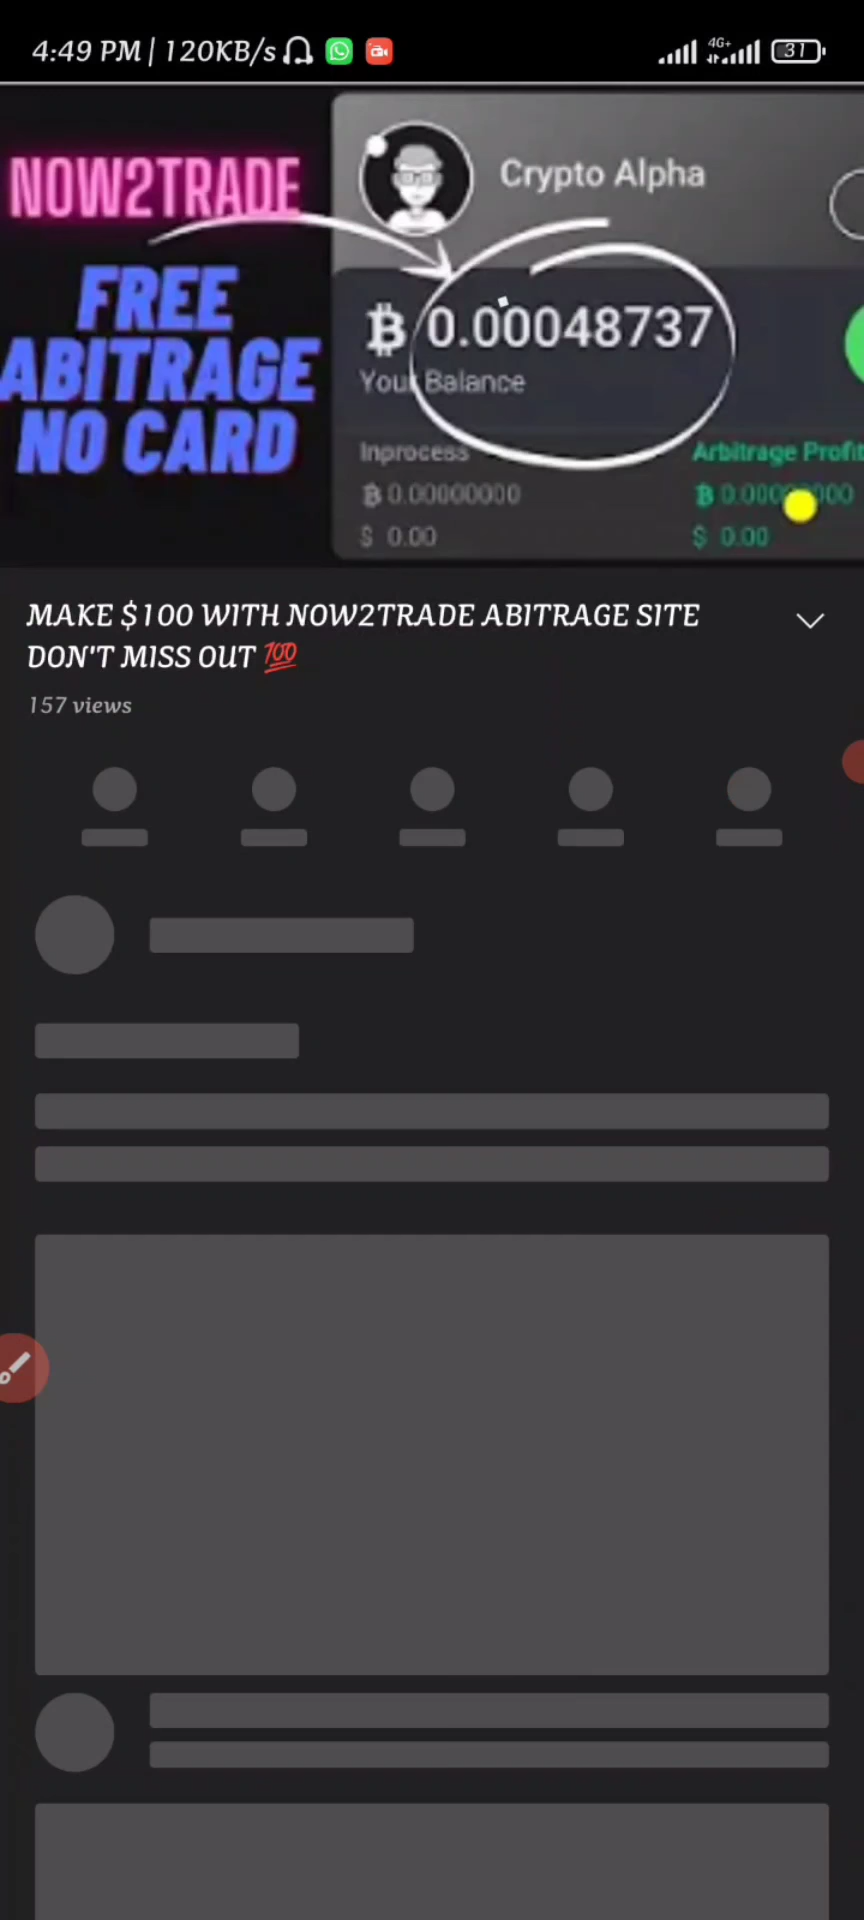 4:49 PM | 120KB/s
4G+
31
NOW2TRADE
FREE
ABITRAGE
NO CARD
Crypto Alpha
₿ 0.00048737
Your Balance
Inprocess
Arbitrage Profit
₿ 0.00000000
$ 0.00
$ 0.00
MAKE $100 WITH NOW2TRADE ABITRAGE SITE
DON'T MISS OUT 💯
157 views